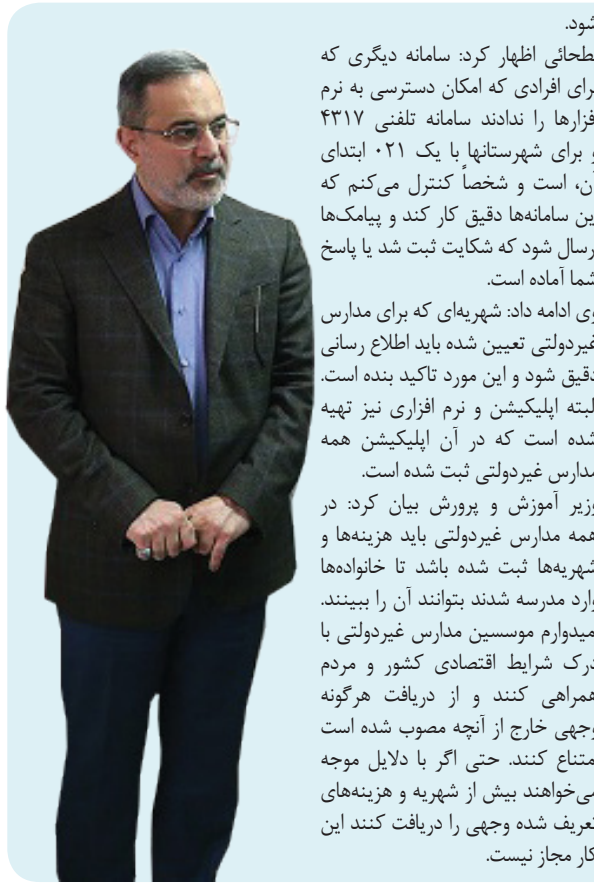 شود.
طحائی اظهار کرد: سامانه دیگری که
برای افرادی که امکان دسترسی به نرم
فزارها را ندادند سامانه تلفنی ۴۳۱۷
و برای شهرستانها با یک ۰۲۱ ابتدای
ن، است و شخصاً کنترل می‌کنم که
ین سامانه‌ها دقیق کار کند و پیامک‌ها
رسال شود که شکایت ثبت شد یا پاسخ
شما آماده است.
وی ادامه داد: شهریه‌ای که برای مدارس
غیردولتی تعیین شده باید اطلاع رسانی
دقیق شود و این مورد تاکید بنده است.
لبته اپلیکیشن و نرم افزاری نیز تهیه
شده است که در آن اپلیکیشن همه
مدارس غیردولتی ثبت شده است.
وزیر آموزش و پرورش بیان کرد: در
همه مدارس غیردولتی باید هزینه‌ها و
شهریه‌ها ثبت شده باشد تا خانواده‌ها
وارد مدرسه شدند بتوانند آن را ببینند.
میدوارم موسسین مدارس غیردولتی با
درک شرایط اقتصادی کشور و مردم
همراهی کنند و از دریافت هرگونه
وجهی خارج از آنچه مصوب شده است
متناع کنند. حتی اگر با دلایل موجه
می‌خواهند بیش از شهریه و هزینه‌های
تعریف شده وجهی را دریافت کنند این
کار مجاز نیست.